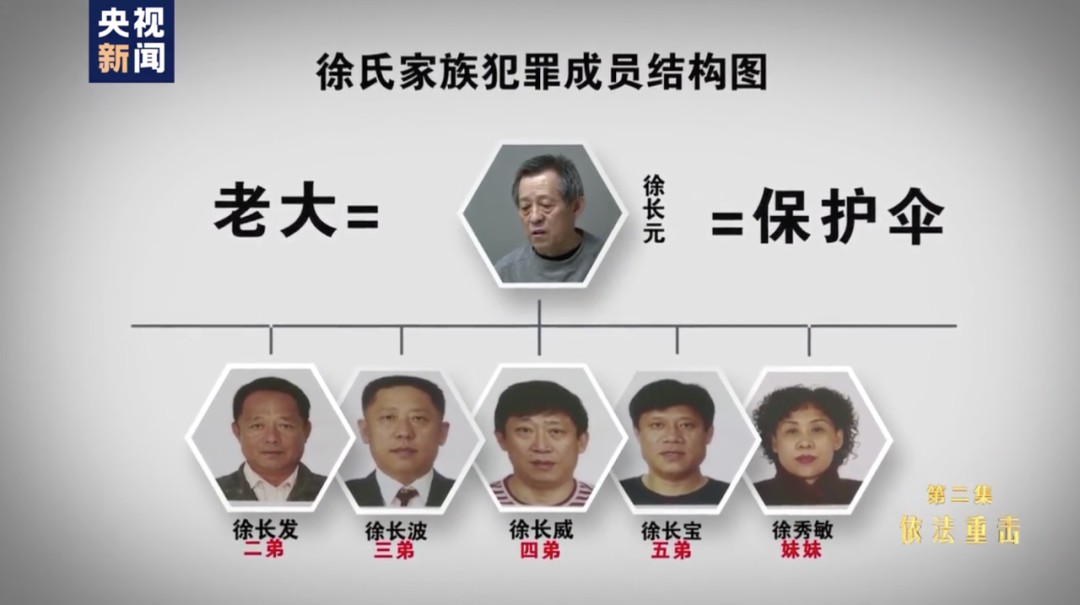 央视
新闻
徐氏家族犯罪成员结构图
老大=
徐长元
=保护伞
徐长发
二弟
徐长波
三弟
徐长威
四弟
徐长宝
五弟
徐秀敏
妹妹
第二集
依法重击